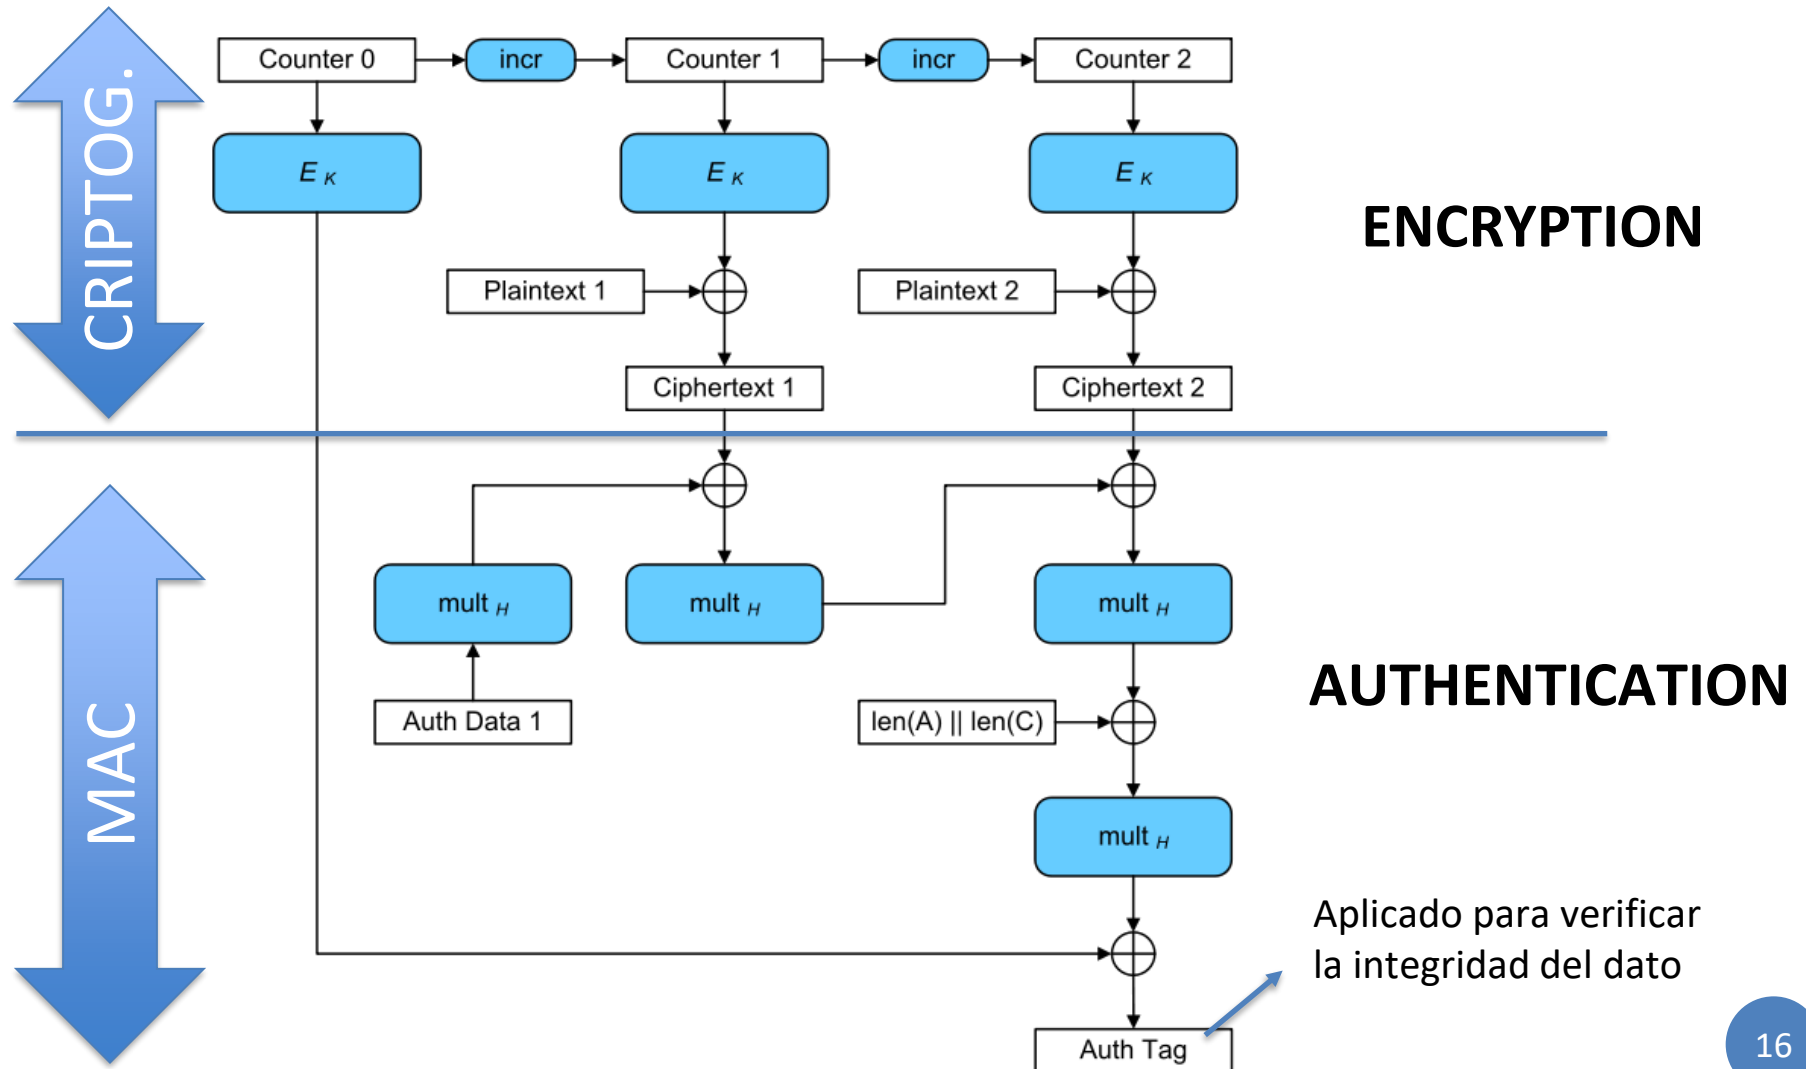 CRIPTOG.
Counter 0
incr
Counter 1
incr
Counter 2
E K
E K
E K
ENCRYPTION
Plaintext 1
Plaintext 2
Ciphertext 1
Ciphertext 2
MAC
mult H
mult H
mult H
AUTHENTICATION
Auth Data 1
len(A) || len(C)
mult H
Aplicado para verificar
la integridad del dato
Auth Tag
16